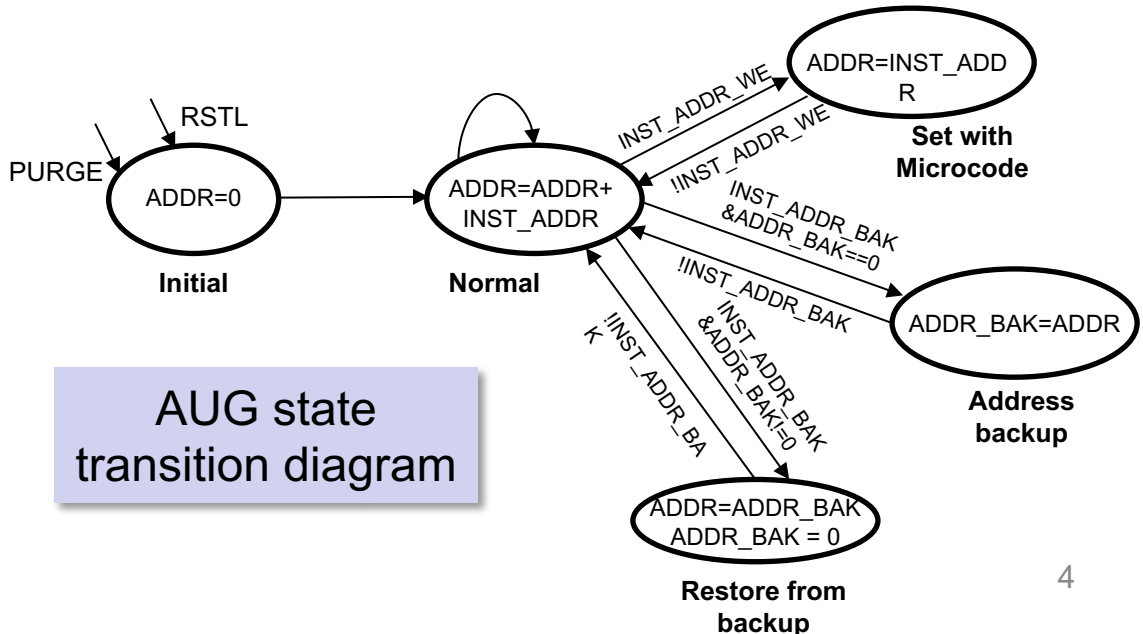 PURGE
RSTL
ADDR=0
Initial
ADDR=ADDR+
INST_ADDR
Normal
INST_ADDR_WE
!INST_ADDR_WE
ADDR=INST_ADD
R
Set with
Microcode
INST_ADDR_BAK
&ADDR_BAK==0
!INST_ADDR_BAK
ADDR_BAK=ADDR
Address
backup
INST_ADDR_BAK
&ADDR_BAK!=0
!INST_ADDR_BA
K
ADDR=ADDR_BAK
ADDR_BAK = 0
Restore from
backup
AUG state
transition diagram
4